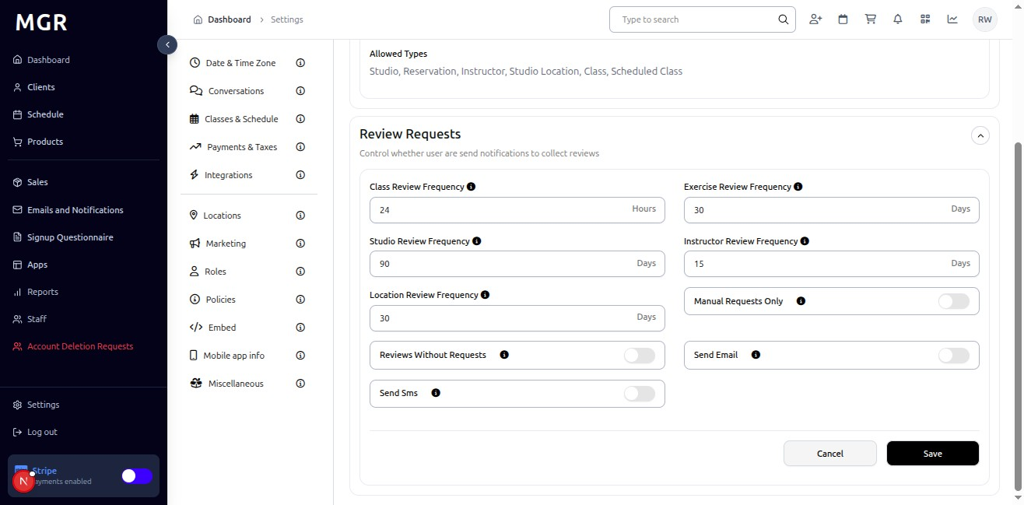 MGR
Dashboard
Clients
Schedule
Products
Sales
Emails and Notifications
Signup Questionnaire
Apps
Reports
Staff
Account Deletion Requests
Settings
Log out
Stripe
ayments enabled
N
Dashboard > Settings
Type to search
RW
Date & Time Zone
Conversations
Classes & Schedule
Payments & Taxes
Integrations
Locations
Marketing
Roles
Policies
Embed
Mobile app info
Miscellaneous
Allowed Types
Studio, Reservation, Instructor, Studio Location, Class, Scheduled Class
Review Requests
Control whether user are send notifications to collect reviews
Class Review Frequency
24 Hours
Exercise Review Frequency
30 Days
Studio Review Frequency
90 Days
Instructor Review Frequency
15 Days
Location Review Frequency
30 Days
Manual Requests Only
Reviews Without Requests
Send Email
Send Sms
Cancel
Save